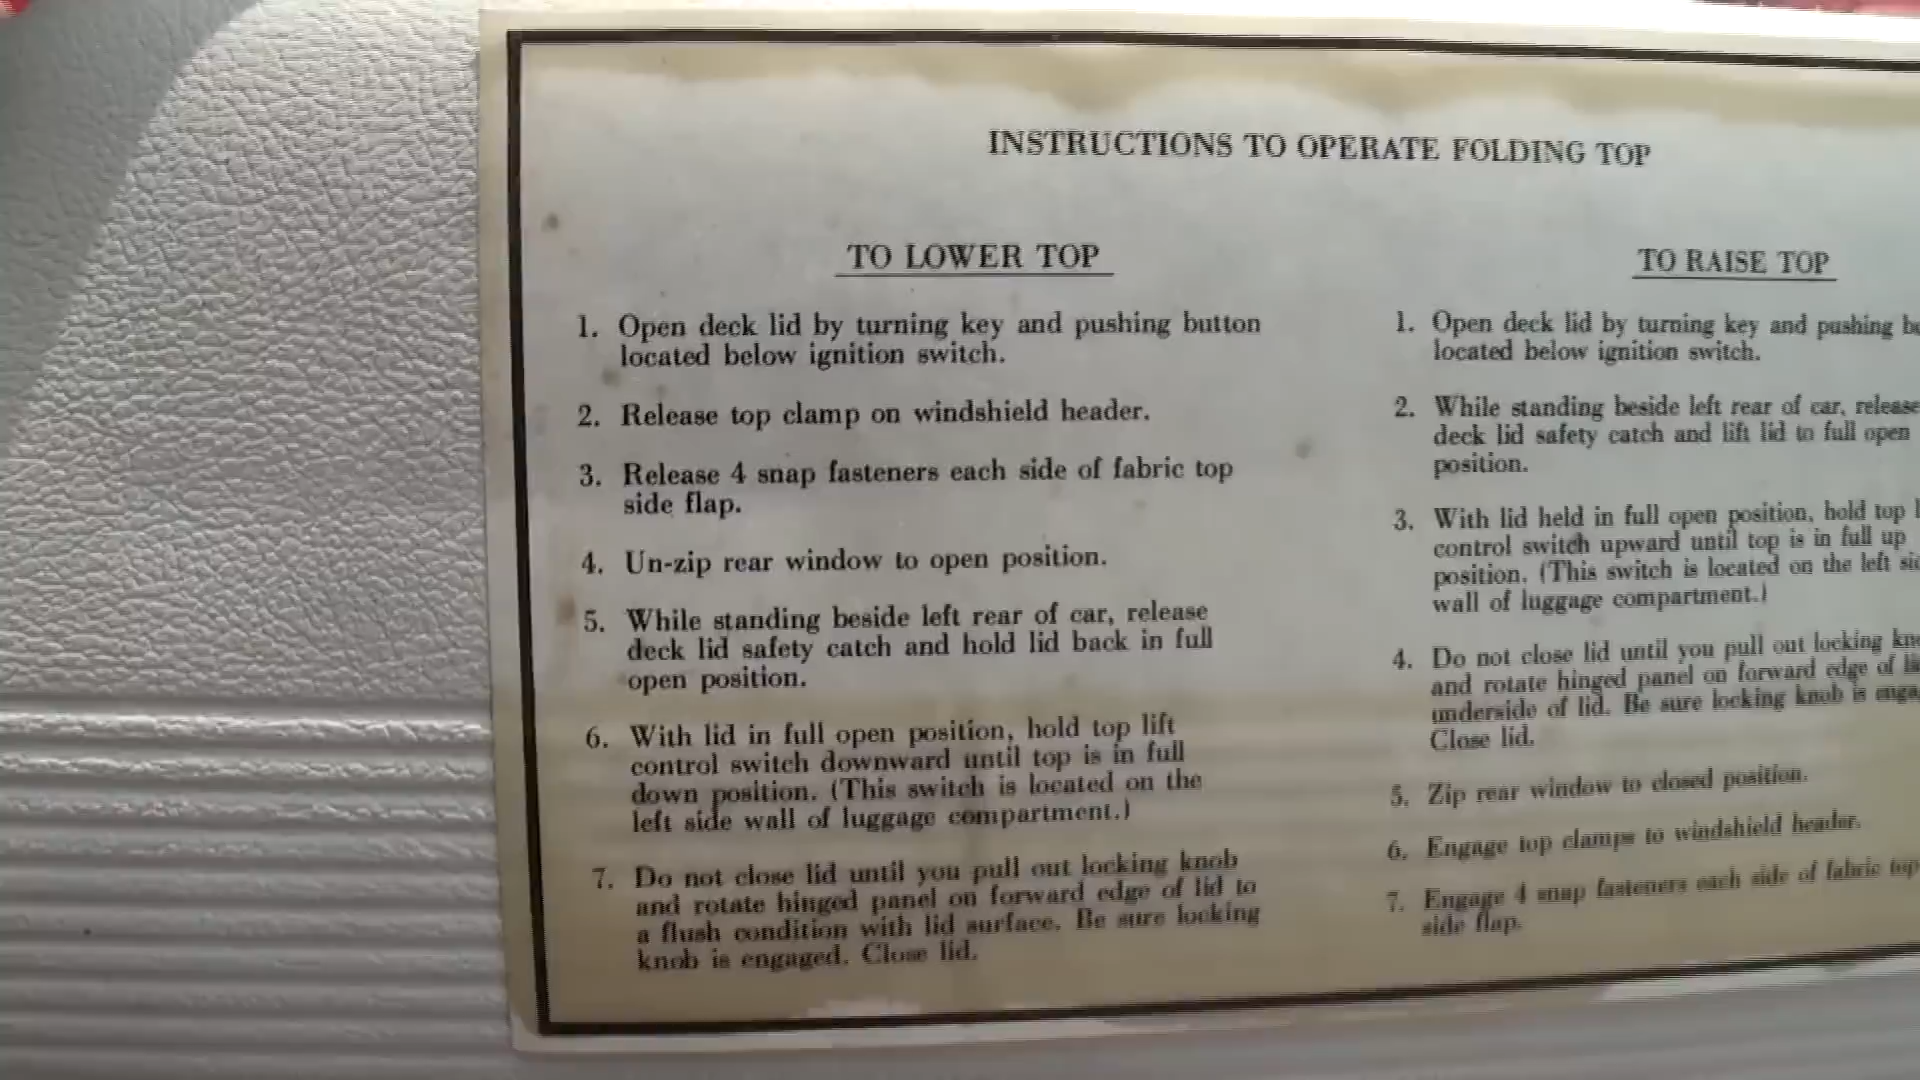 INSTRUCTIONS TO OPERATE FOLDING TOP
TO LOWER TOP
1. Open deck lid by turning key and pushing button
located below ignition switch.
2. Release top clamp on windshield header.
3. Release 4 snap fasteners each side of fabric top
side flap.
4. Un-zip rear window to open position.
5. While standing beside left rear of car, release
deck lid safety catch and hold lid back in full
open position.
6. With lid in full open position, hold top lift
control switch downward until top is in full
down position. (This switch is located on the
left side wall of luggage compartment.)
7. Do not close lid until you pull out locking knob
and rotate hinged panel on forward edge of lid to
a flush condition with lid surface. Be sure locking
knob is engaged. Close lid.
TO RAISE TOP
1. Open deck lid by turning key and pushing
located below ignition switch.
2. While standing beside left rear of car, release
deck lid safety catch and lift lid to full open
position.
3. With lid held in full open position, hold top
control switch upward until top is in full up
position. (This switch is located on the left
wall of luggage compartment.)
4. Do not close lid until you pull out locking
and rotate hinged panel on forward edge of
underside of lid. Be sure locking knob is
Close lid.
5. Zip rear window to closed position.
6. Engage top clamps to windshield header.
7. Engage 4 snap fasteners each side of fabric top
side flap.